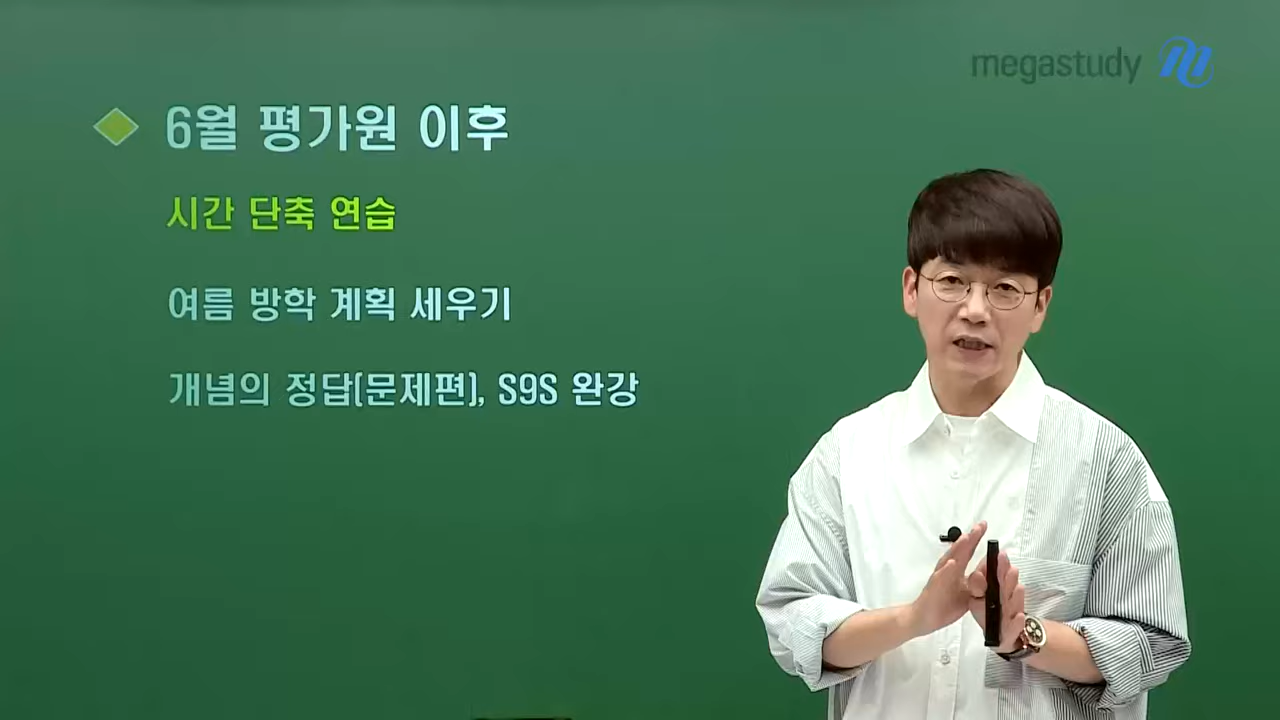 megastudy
6월 평가원 이후
시간 단축 연습
여름 방학 계획 세우기
개념의 정답(문제편), S9S 완강